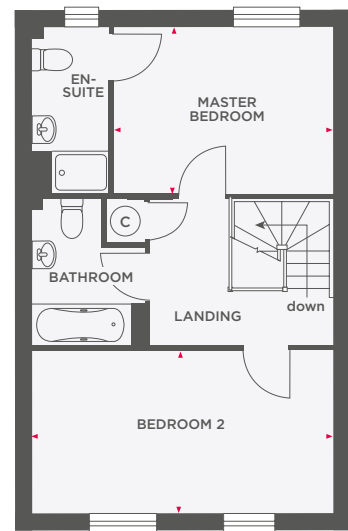 EN-
SUITE
MASTER
BEDROOM
C
BATHROOM
LANDING
down
BEDROOM 2